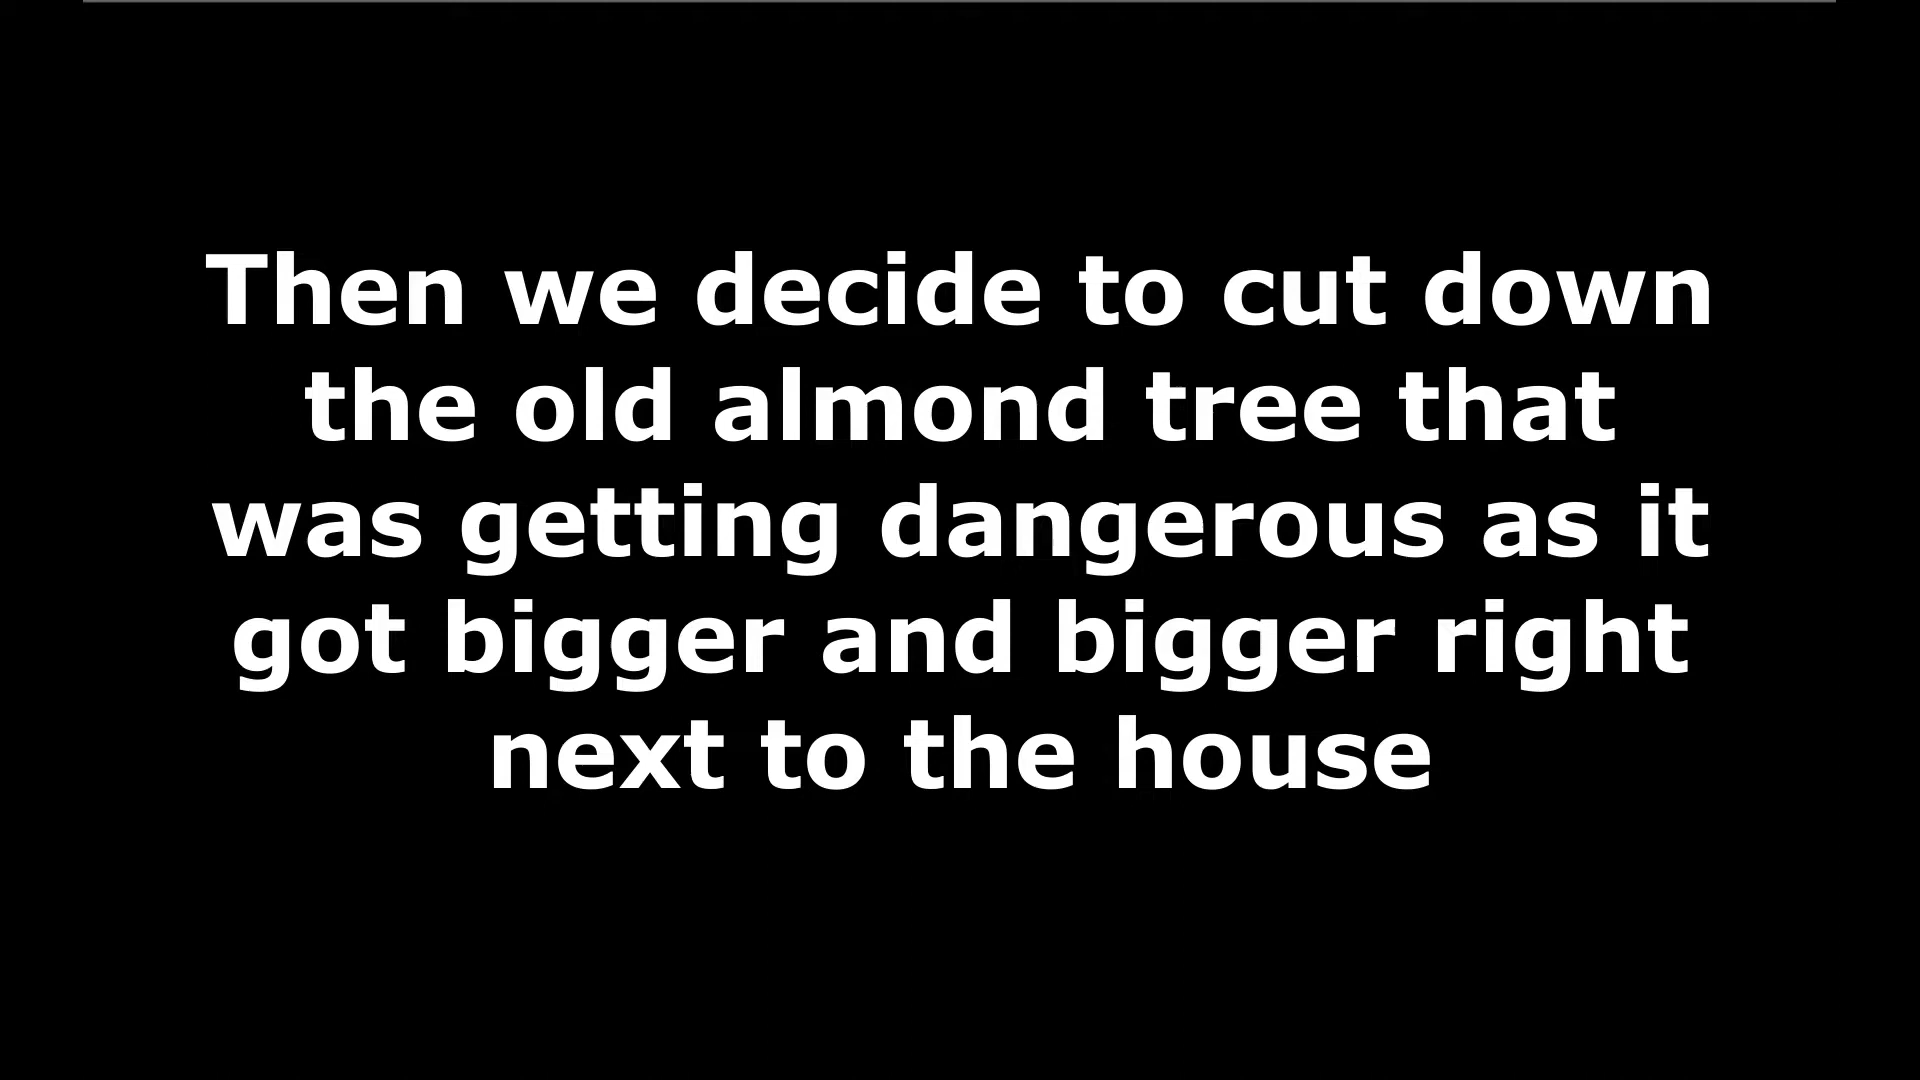 Then we decide to cut down
the old almond tree that
was getting dangerous as it
got bigger and bigger right
next to the house